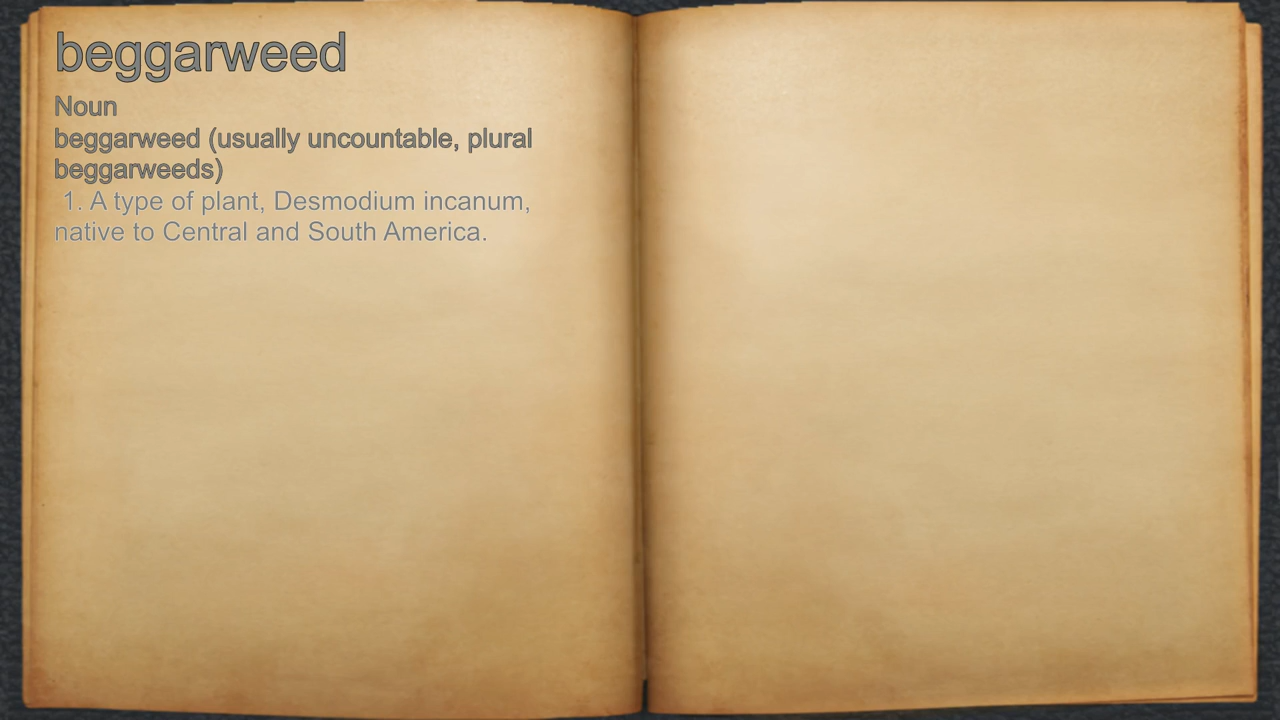 beggarweed
Noun
beggarweed (usually uncountable, plural
beggarweeds)
1. A type of plant, Desmodium incanum,
native to Central and South America.